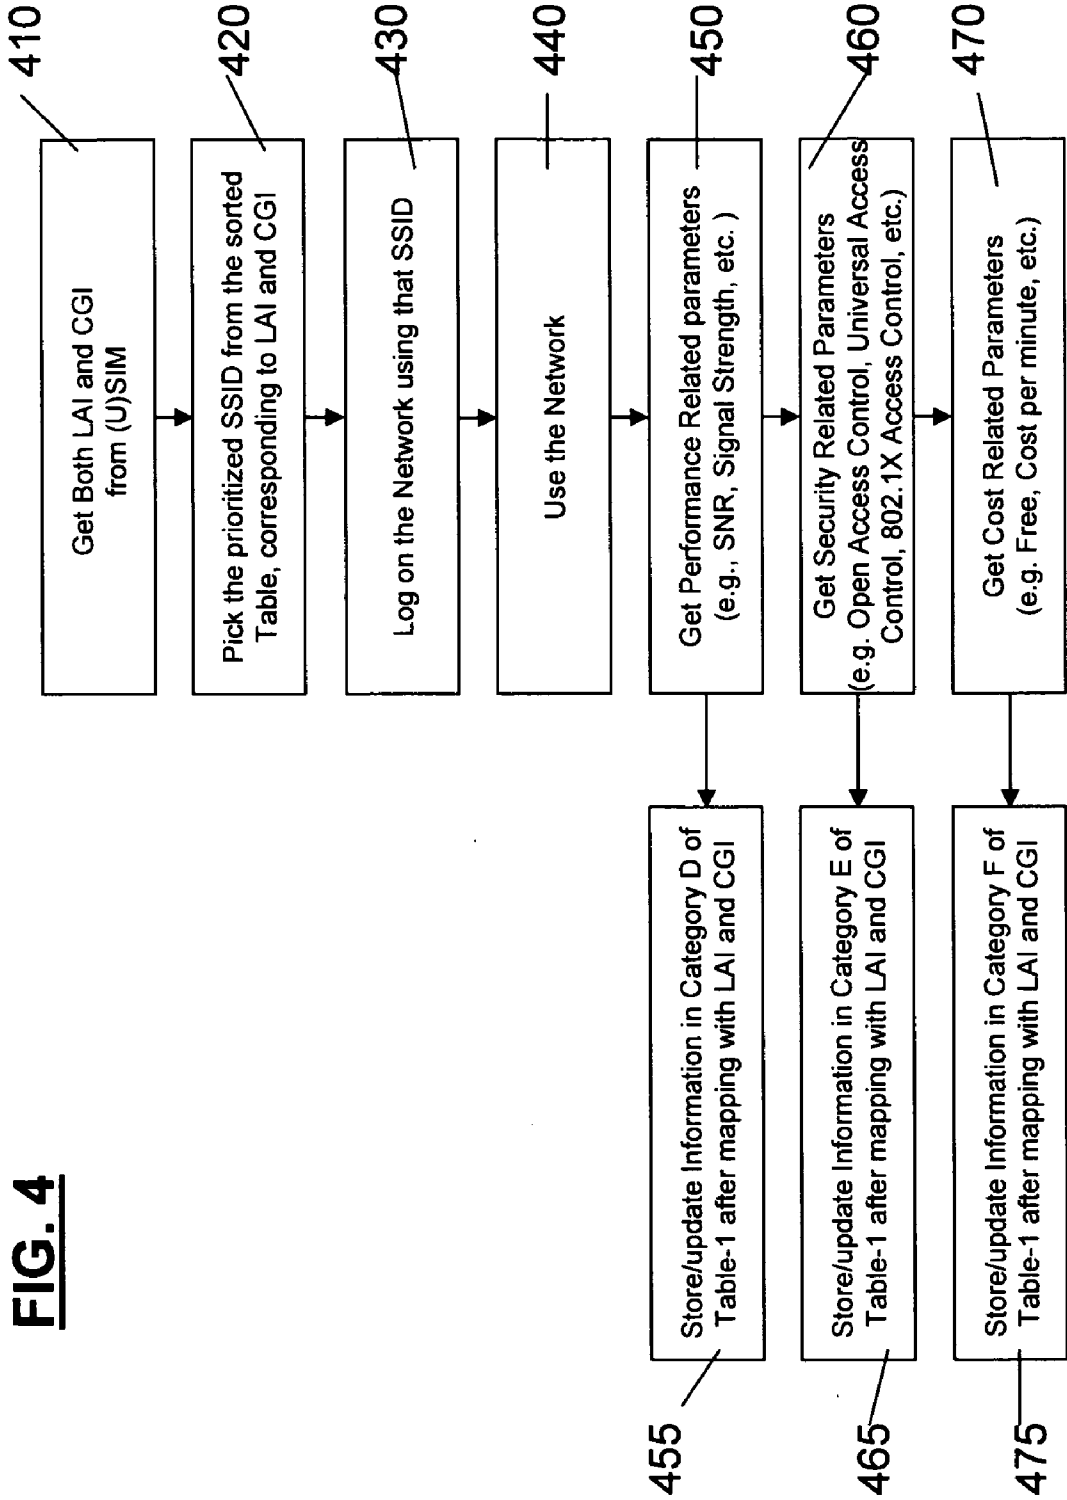 FIG. 4
410
Get Both LAI and CGI
from (U)SIM
420
Pick the prioritized SSID from the sorted
Table, corresponding to LAI and CGI
430
Log on the Network using that SSID
440
Use the Network
450
Get Performance Related parameters
(e.g., SNR, Signal Strength, etc. )
455
Store/update Information in Category D of
Table-1 after mapping with LAI and CGI
460
Get Security Related Parameters
(e.g. Open Access Control, Universal Access
Control, 802.1X Access Control, etc.)
465
Store/update Information in Category E of
Table-1 after mapping with LAI and CGI
470
Get Cost Related Parameters
(e.g. Free, Cost per minute, etc.)
475
Store/update Information in Category F of
Table-1 after mapping with LAI and CGI